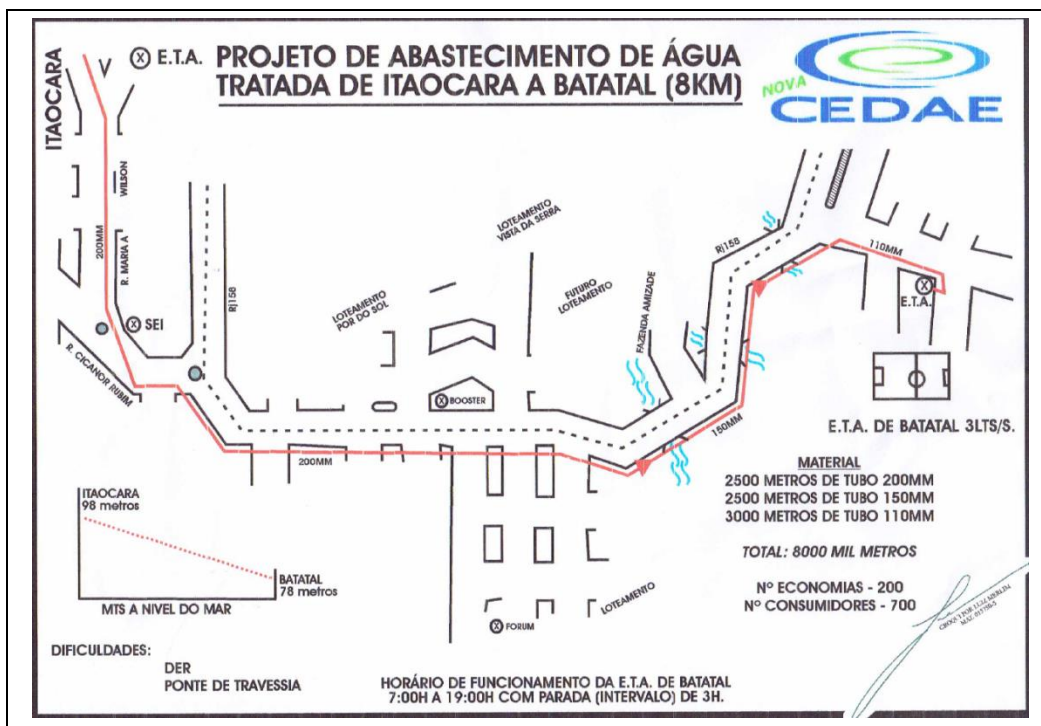 ITAOCARA
E.T.A.
PROJETO DE ABASTECIMENTO DE ÁGUA
TRATADA DE ITAOCARA A BATATAL (8KM)
NOVA
CEDAE
WILSON
200MM
R. MARIA A
SEI
R. CICANOR RUBIM
Rj158
LOTEAMENTO
POR DO SOL
LOTEAMENTO
VISTA DA SERRA
FUTURO
LOTEAMENTO
FAZENDA AMIZADE
Rj158
110MM
E.T.A.
BOOSTER
200MM
150MM
E.T.A. DE BATATAL 3LTS/S.
MATERIAL
2500 METROS DE TUBO 200MM
2500 METROS DE TUBO 150MM
3000 METROS DE TUBO 110MM
TOTAL: 8000 MIL METROS
Nº ECONOMIAS - 200
Nº CONSUMIDORES - 700
ITAOCARA
98 metros
BATATAL
78 metros
MTS A NIVEL DO MAR
LOTEAMENTO
FORUM
DIFICULDADES:
DER
PONTE DE TRAVESSIA
HORÁRIO DE FUNCIONAMENTO DA E.T.A. DE BATATAL
7:00H A 19:00H COM PARADA (INTERVALO) DE 3H.
CROQUI POR LUIZ